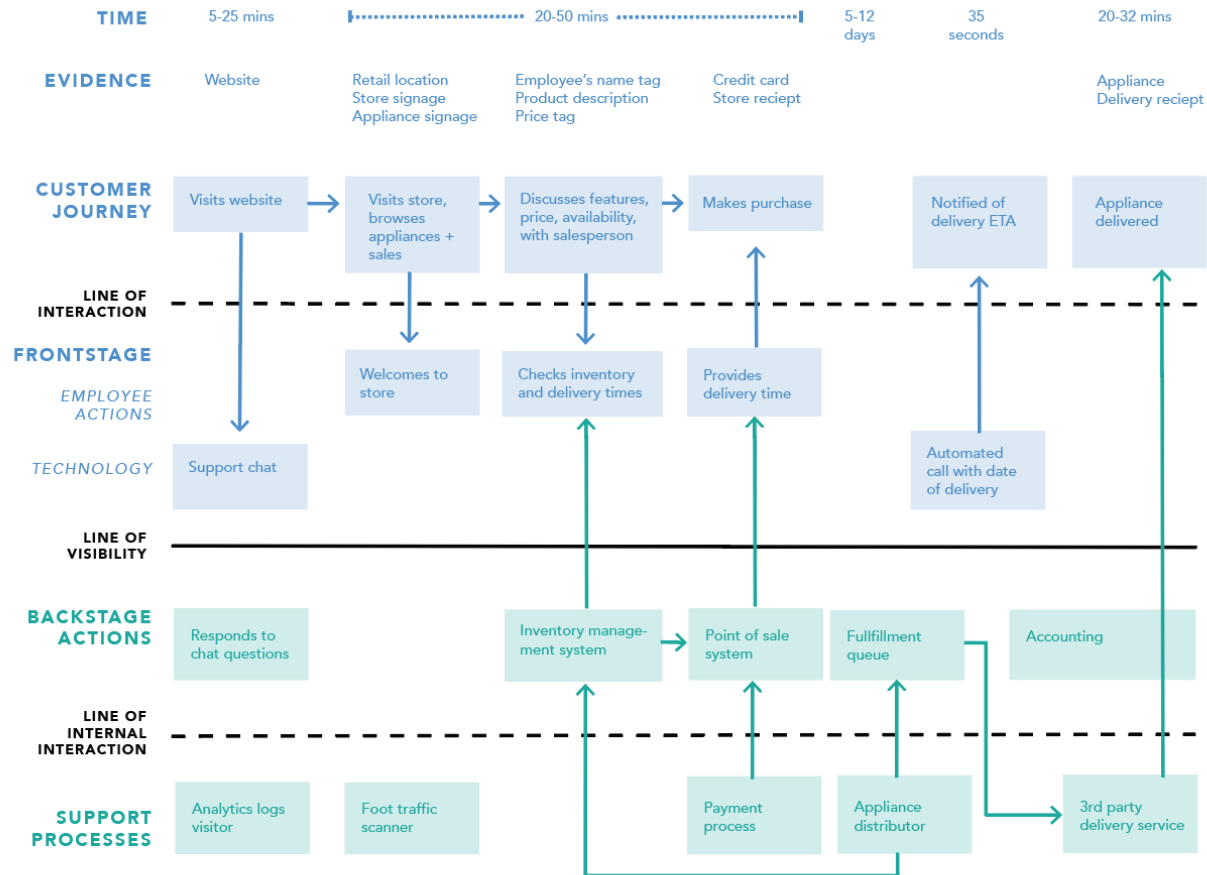 TIME
5-25 mins
20-50 mins
5-12
days
35
seconds
20-32 mins
EVIDENCE
Website
Retail location
Store signage
Appliance signage
Employee's name tag
Product description
Price tag
Credit card
Store reciept
Appliance
Delivery reciept
CUSTOMER
JOURNEY
Visits website
Visits store,
browses
appliances +
sales
Discusses features,
price, availability,
with salesperson
Makes purchase
Notified of
delivery ETA
Appliance
delivered
LINE OF
INTERACTION
FRONTSTAGE
EMPLOYEE
ACTIONS
Welcomes to
store
Checks inventory
and delivery times
Provides
delivery time
TECHNOLOGY
Support chat
Automated
call with date
of delivery
LINE OF
VISIBILITY
BACKSTAGE
ACTIONS
Responds to
chat questions
Inventory manage-
ment system
Point of sale
system
Fullfillment
queue
Accounting
LINE OF
INTERNAL
INTERACTION
SUPPORT
PROCESSES
Analytics logs
visitor
Foot traffic
scanner
Payment
process
Appliance
distributor
3rd party
delivery service